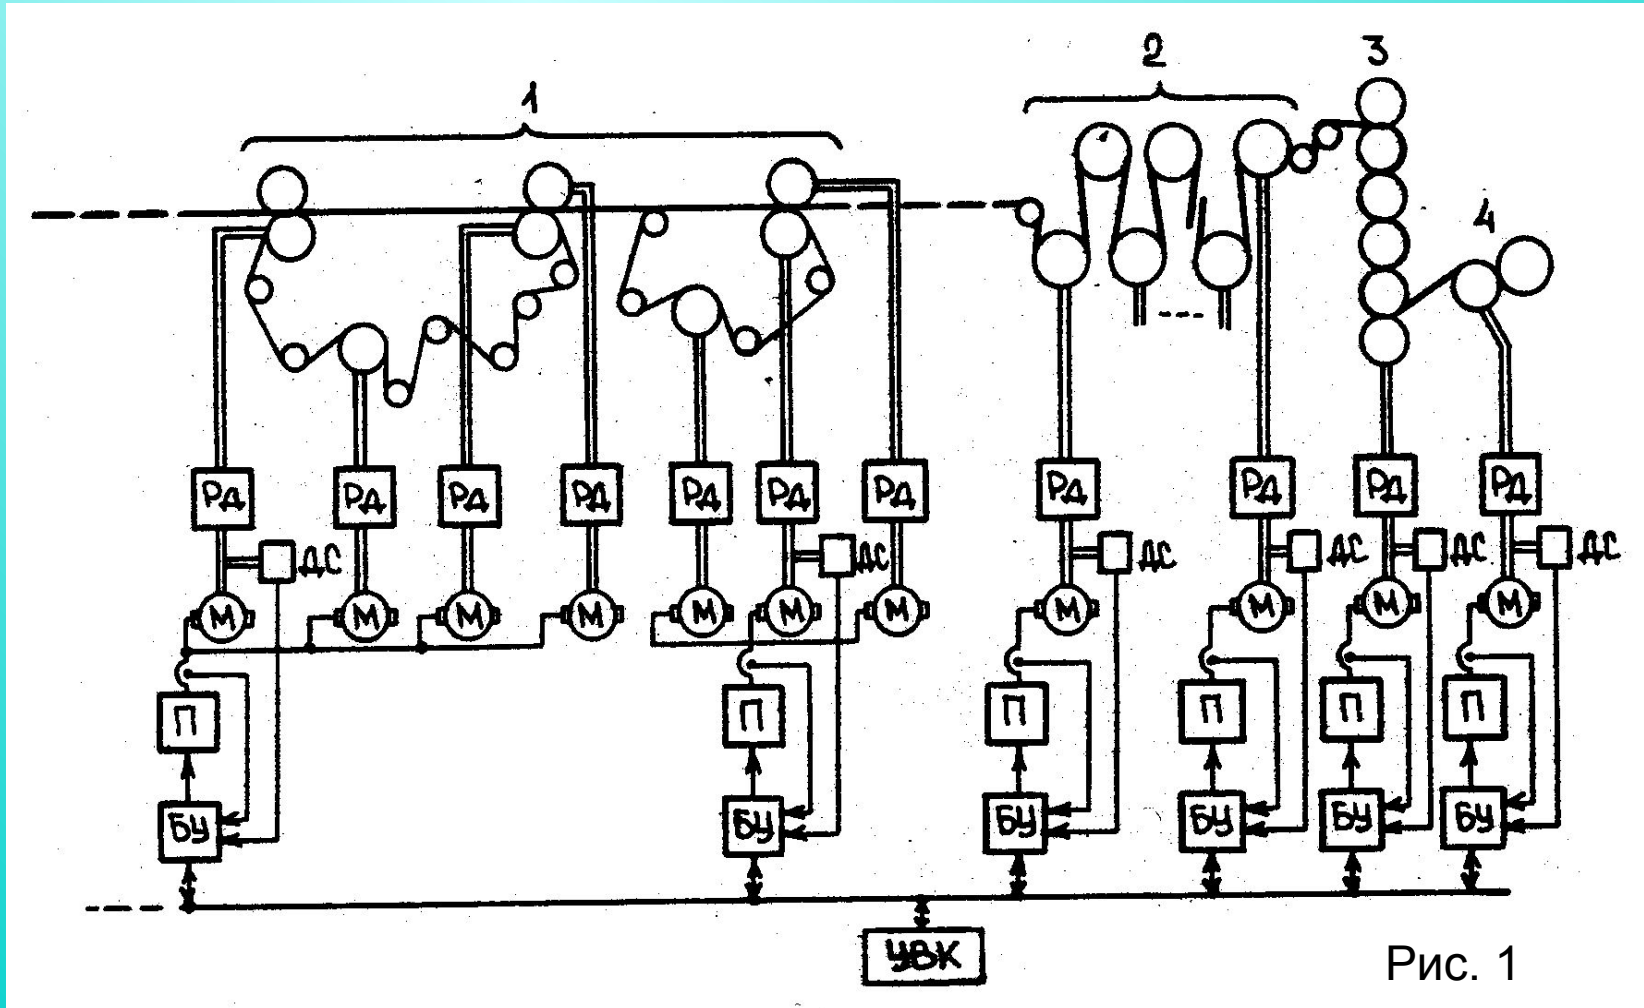 1
2
3
4
РД РД РД РД РД РД РД РД РД РД РД
ДС ДС ДС ДС ДС ДС
М М М М М М М М М М М
П П П П П П
БУ БУ БУ БУ БУ БУ
УВК
Рис. 1